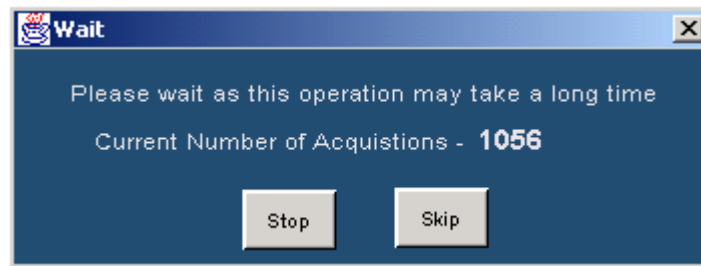 Wait
Please wait as this operation may take a long time
Current Number of Acquistions - 1056
Stop Skip